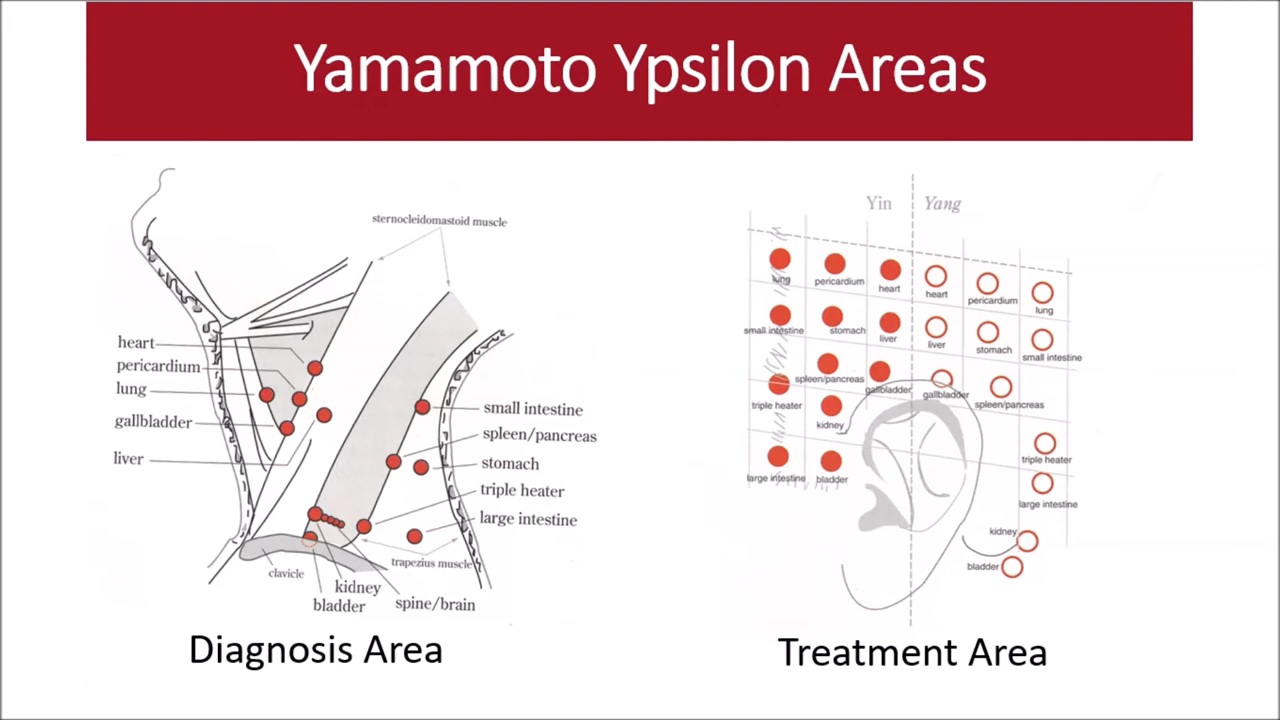 Yamamoto Ypsilon Areas
sternocleidomastoid muscle
heart
pericardium
lung
gallbladder
liver
small intestine
spleen/pancreas
stomach
triple heater
large intestine
trapezius muscle
clavicle
kidney
bladder
spine/brain
Diagnosis Area
Yin Yang
lung pericardium heart heart pericardium lung
small intestine stomach liver liver stomach small intestine
spleen/pancreas gallbladder gallbladder spleen/pancreas
triple heater
kidney
triple heater
large intestine bladder
large intestine
kidney
bladder
Treatment Area